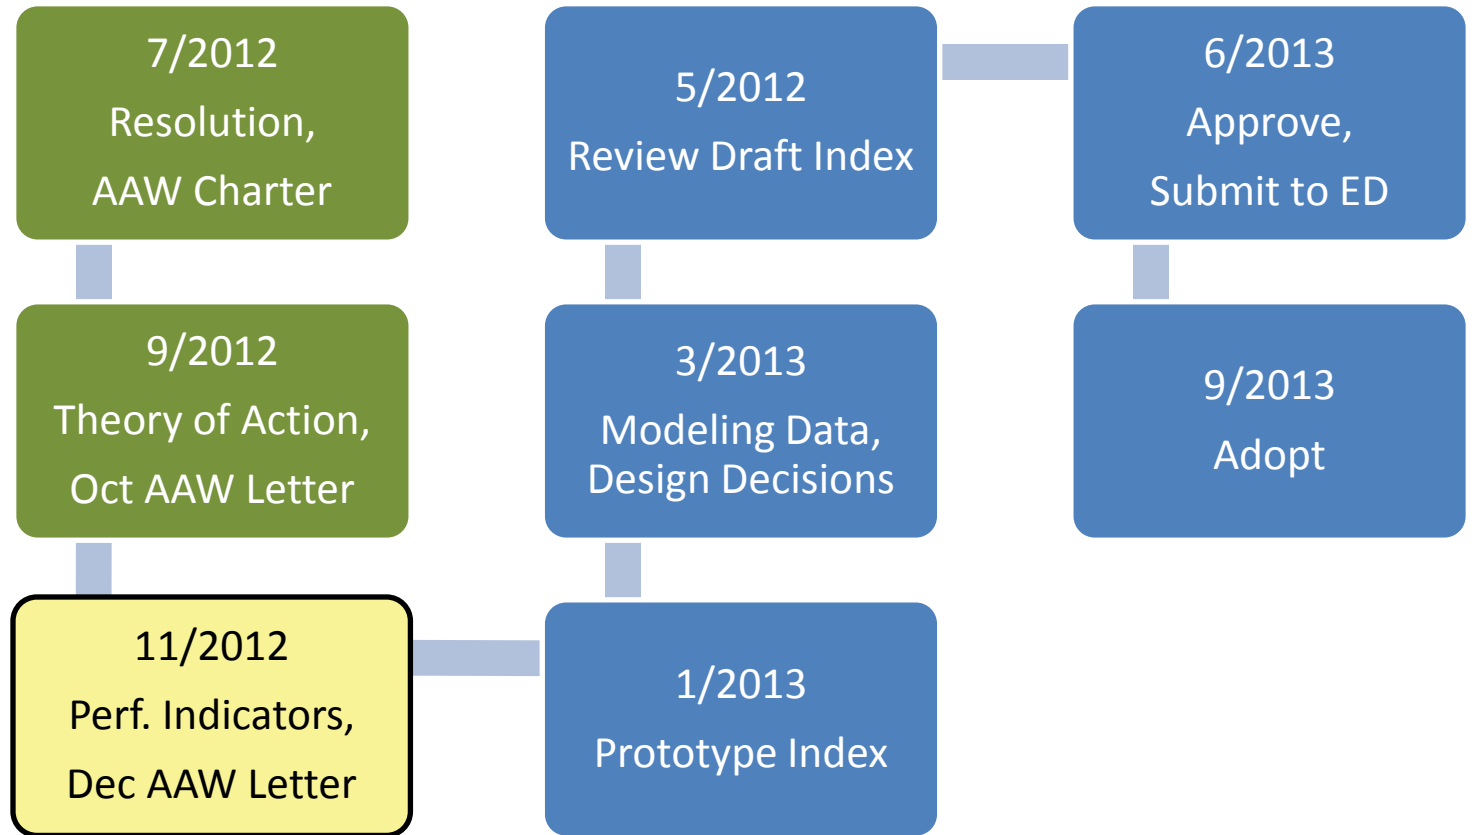 7/2012
Resolution,
AAW Charter
9/2012
Theory of Action,
Oct AAW Letter
11/2012
Perf. Indicators,
Dec AAW Letter
1/2013
Prototype Index
3/2013
Modeling Data,
Design Decisions
5/2012
Review Draft Index
6/2013
Approve,
Submit to ED
9/2013
Adopt